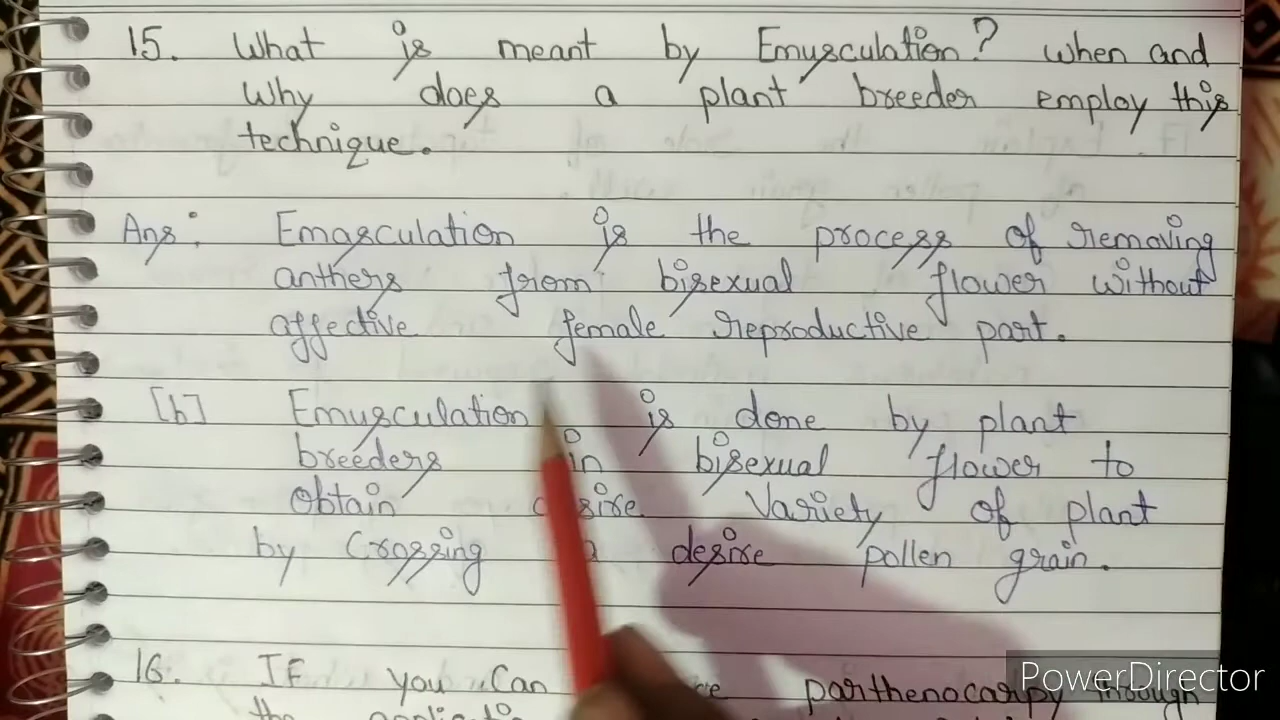 15. What is meant by Emusculation? When and
Why does a plant breeder employ this
technique.
Ans: Emasculation is the process of removing
anthers from bisexual flower without
affective female reproductive part.
[b] Emusculation is done by plant
breeders in bisexual flower to
obtain Variety of plant
by Crossing desire pollen grain.
16. IF you Can parthenocarpy through
the
PowerDirector